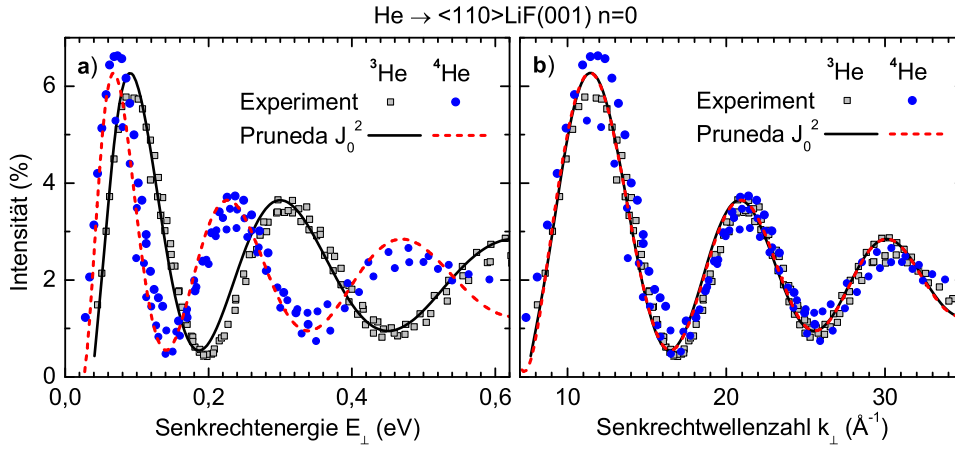 He → <110>LiF(001) n=0
a)
³He ⁴He
Experiment
Pruneda J₀²
Intensität (%)
6
4
2
0
0,0 0,2 0,4 0,6
Senkrechtenergie E⊥ (eV)
b)
³He ⁴He
Experiment
Pruneda J₀²
10 20 30
Senkrechtwellenzahl k⊥ (Å⁻¹)